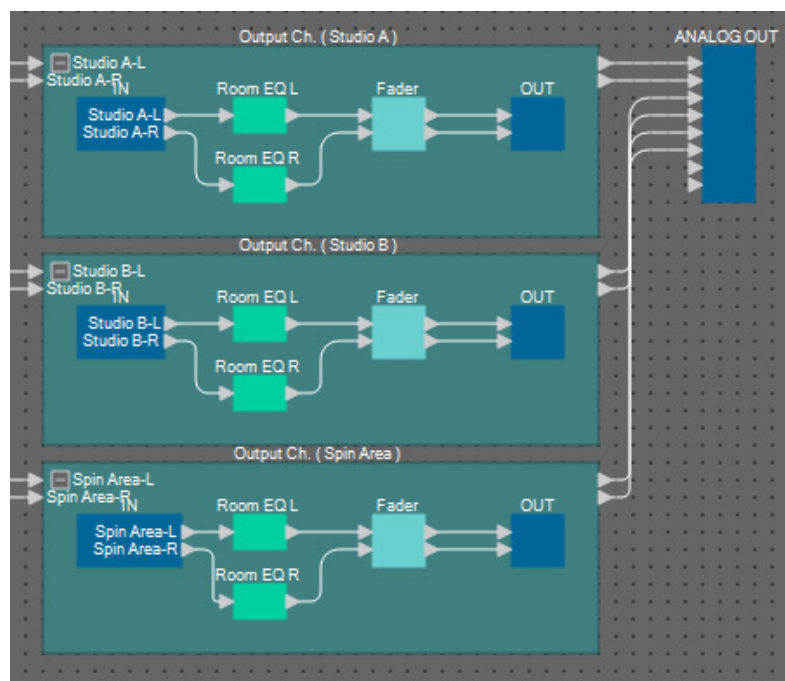 Output Ch. ( Studio A )
ANALOG OUT
Studio A-L
Studio A-R
IN
Room EQ L
Fader
OUT
Studio A-L
Studio A-R
Room EQ R
Output Ch. ( Studio B )
Studio B-L
Studio B-R
IN
Room EQ L
Fader
OUT
Studio B-L
Studio B-R
Room EQ R
Output Ch. ( Spin Area )
Spin Area-L
Spin Area-R
IN
Room EQ L
Fader
OUT
Spin Area-L
Spin Area-R
Room EQ R